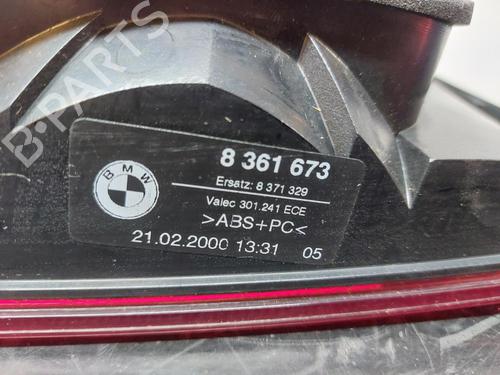 B-PARTS
BMW
8 361 673
Ersatz: 8 371 329
Valec 301.241 ECE
>ABS+PC<
21.02.2000 13:31 05